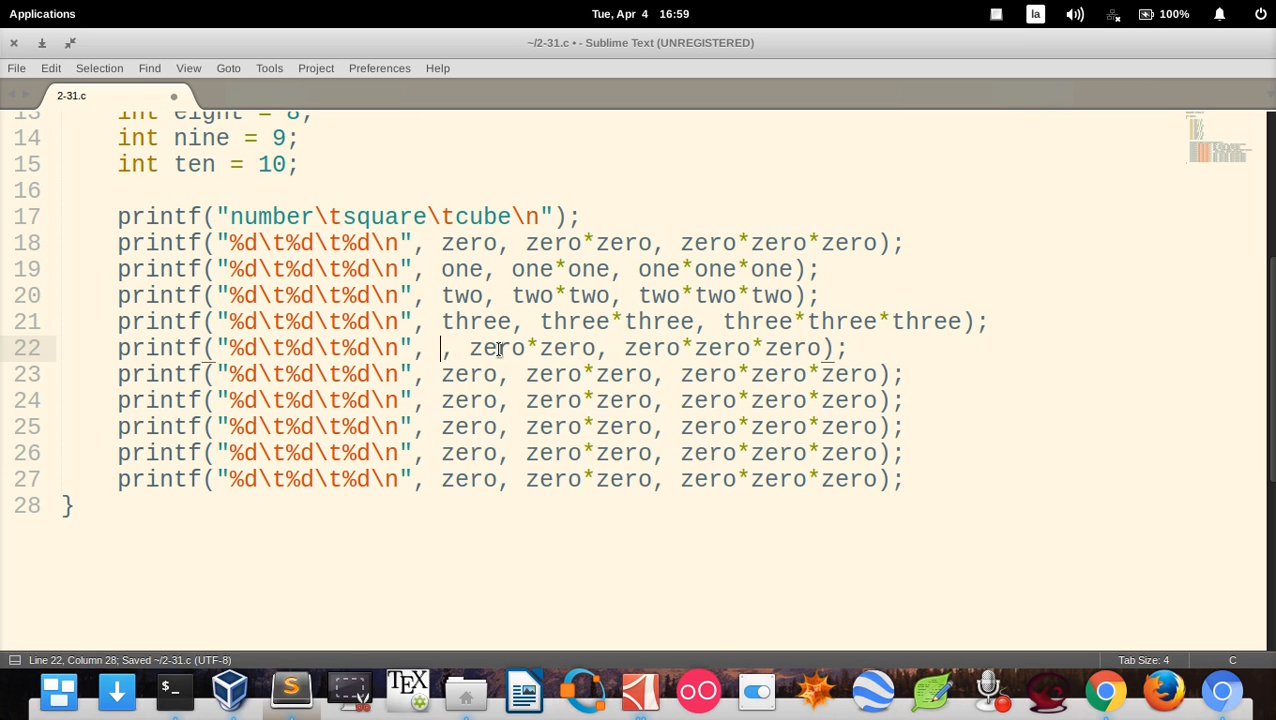 Applications
Tue, Apr 4 16:59
la
100%
~/2-31.c • - Sublime Text (UNREGISTERED)
File Edit Selection Find View Goto Tools Project Preferences Help
2-31.c
13 int eight = 8;
14 int nine = 9;
15 int ten = 10;
16
17 printf("number\tsquare\tcube\n");
18 printf("%d\t%d\t%d\n", zero, zero*zero, zero*zero*zero);
19 printf("%d\t%d\t%d\n", one, one*one, one*one*one);
20 printf("%d\t%d\t%d\n", two, two*two, two*two*two);
21 printf("%d\t%d\t%d\n", three, three*three, three*three*three);
22 printf("%d\t%d\t%d\n", , zero*zero, zero*zero*zero);
23 printf("%d\t%d\t%d\n", zero, zero*zero, zero*zero*zero);
24 printf("%d\t%d\t%d\n", zero, zero*zero, zero*zero*zero);
25 printf("%d\t%d\t%d\n", zero, zero*zero, zero*zero*zero);
26 printf("%d\t%d\t%d\n", zero, zero*zero, zero*zero*zero);
27 printf("%d\t%d\t%d\n", zero, zero*zero, zero*zero*zero);
28 }
Line 22, Column 28; Saved ~/2-31.c (UTF-8)
Tab Size: 4
C
>_
S
TEX